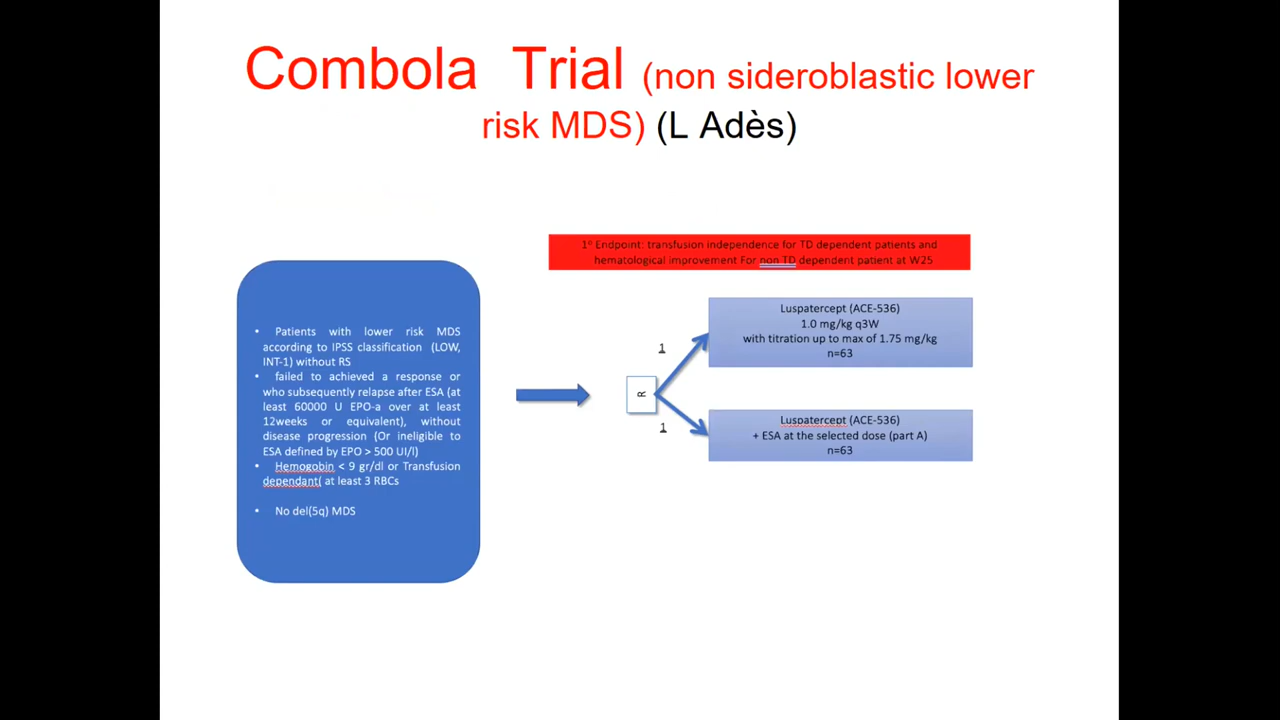 Combola Trial (non sideroblastic lower
risk MDS) (L Adès)
1° Endpoint: transfusion independence for TD dependent patients and
hematological improvement For non TD dependent patient at W25
• Patients with lower risk MDS
according to IPSS classification (LOW,
INT-1) without RS
• failed to achieved a response or
who subsequently relapse after ESA (at
least 60000 U EPO-a over at least
12weeks or equivalent), without
disease progression (Or ineligible to
ESA defined by EPO > 500 UI/l)
• Hemogobin < 9 gr/dl or Transfusion
dependant( at least 3 RBCs
• No del(5q) MDS
R
1
1
Luspatercept (ACE-536)
1.0 mg/kg q3W
with titration up to max of 1.75 mg/kg
n=63
Luspatercept (ACE-536)
+ ESA at the selected dose (part A)
n=63